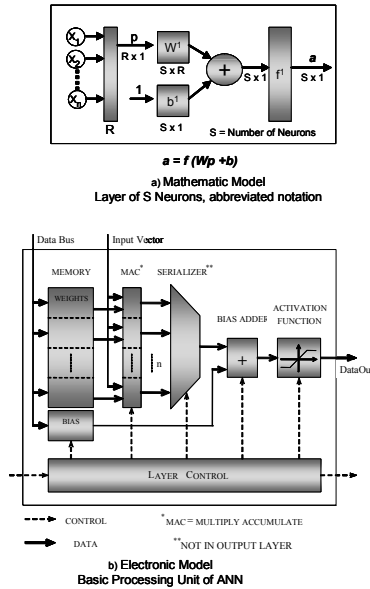 X1
X2
Xn
p
R x 1
W1
S x R
1
b1
S x 1
R
+
S x 1
f1
a
S x 1
S = Number of Neurons
a = f (Wp +b)
a) Mathematic Model
Layer of S Neurons, abbreviated notation
Data Bus
Input Vector
MEMORY
MAC*
SERIALIZER**
WEIGHTS
BIAS ADDER
ACTIVATION
FUNCTION
n
+
DataOu
BIAS
LAYER CONTROL
CONTROL
*MAC = MULTIPLY ACCUMULATE
DATA
**NOT IN OUTPUT LAYER
b) Electronic Model
Basic Processing Unit of ANN